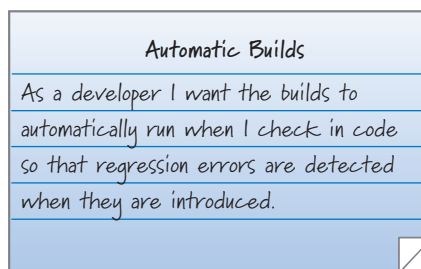 Automatic Builds
As a developer I want the builds to
automatically run when I check in code
so that regression errors are detected
when they are introduced.